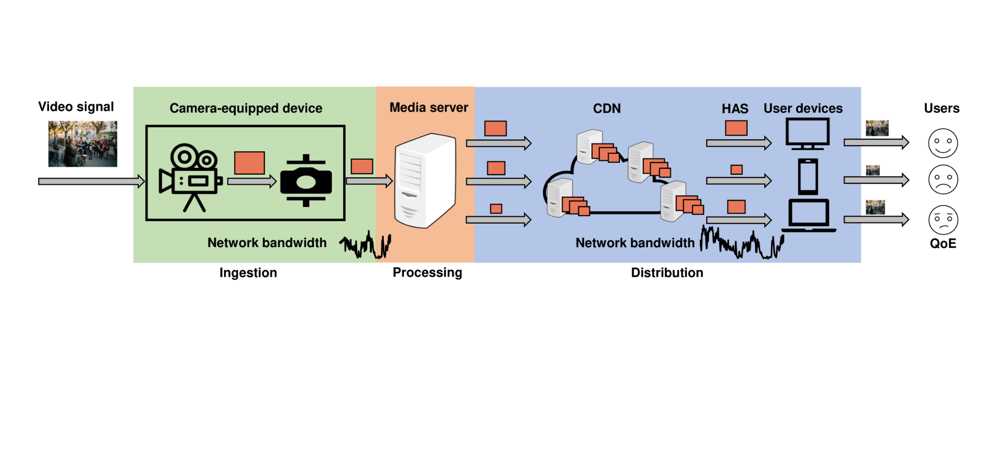 Video signal
Camera-equipped device
Media server
CDN
HAS
User devices
Users
Network bandwidth
Network bandwidth
QoE
Ingestion
Processing
Distribution